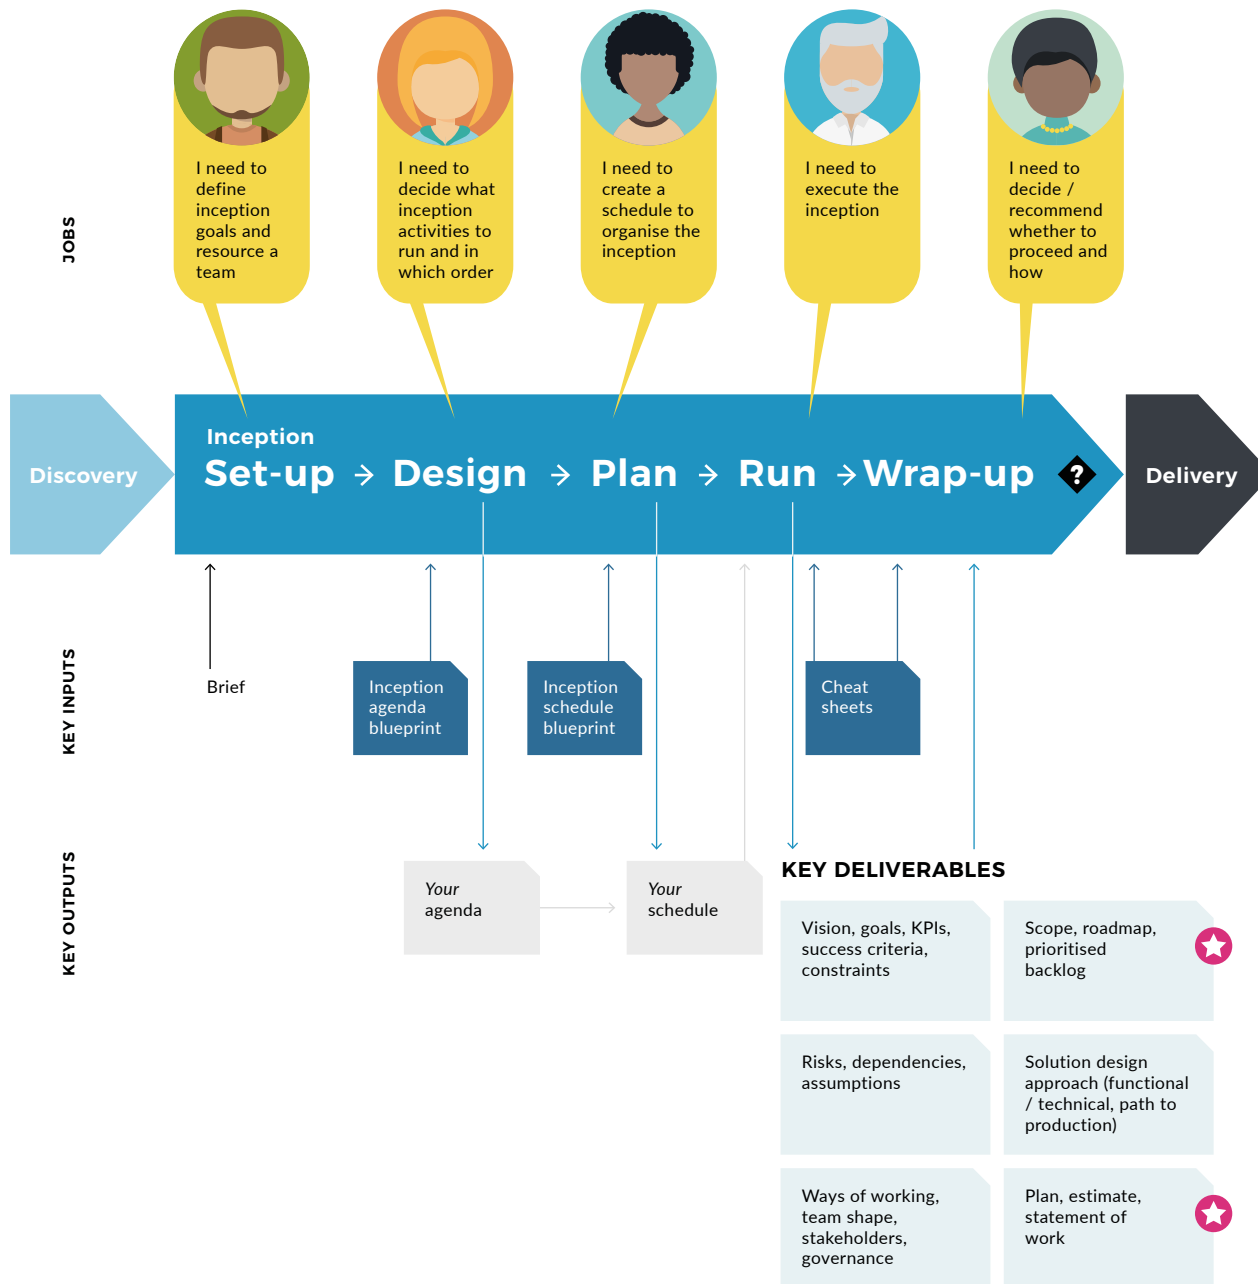 JOBS
I need to
define
inception
goals and
resource a
team
I need to
decide what
inception
activities to
run and in
which order
I need to
create a
schedule to
organise the
inception
I need to
execute the
inception
I need to
decide /
recommend
whether to
proceed and
how
Discovery
Inception
Set-up
Design
Plan
Run
Wrap-up
?
Delivery
KEY INPUTS
Brief
Inception
agenda
blueprint
Inception
schedule
blueprint
Cheat
sheets
KEY OUTPUTS
Your
agenda
Your
schedule
KEY DELIVERABLES
Vision, goals, KPIs,
success criteria,
constraints
Scope, roadmap,
prioritised
backlog
Risks, dependencies,
assumptions
Solution design
approach (functional
/ technical, path to
production)
Ways of working,
team shape,
stakeholders,
governance
Plan, estimate,
statement of
work